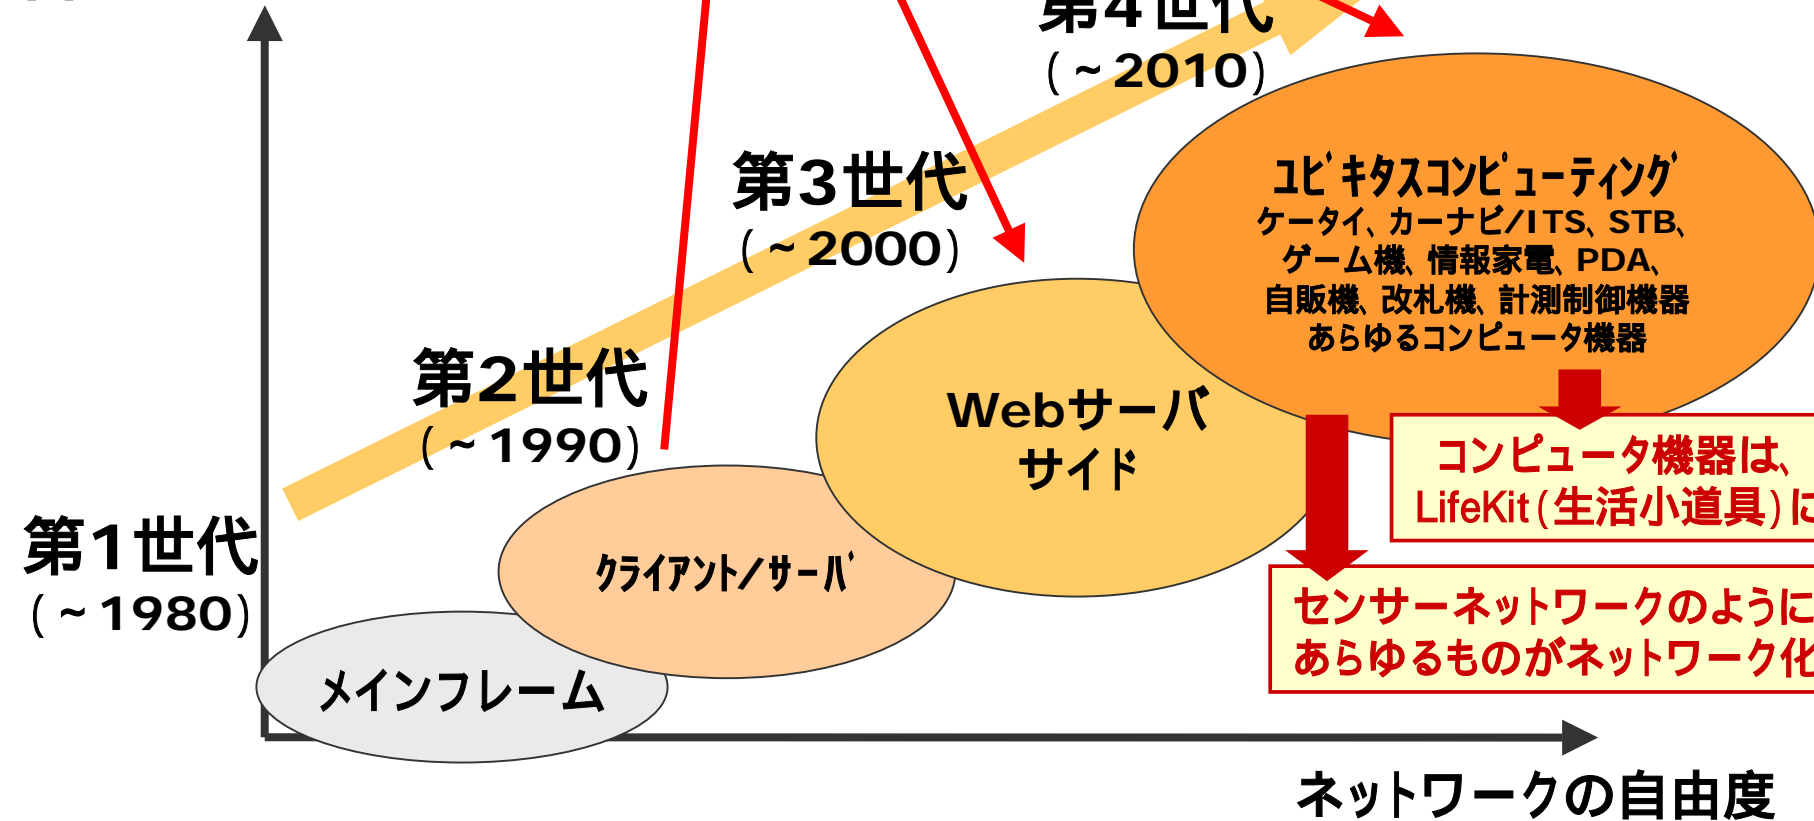 第4世代
(~2010)
第3世代
(~2000)
第2世代
(~1990)
第1世代
(~1980)
ﾕﾋﾞｷﾀｽｺﾝﾋﾟｭｰﾃｨﾝｸﾞ
ケータイ、カーナビ/ITS、STB、
ゲーム機、情報家電、PDA、
自販機、改札機、計測制御機器
あらゆるコンピュータ機器
Webサーバ
サイド
ｸﾗｲｱﾝﾄ/ｻｰﾊﾞ
メインフレーム
コンピュータ機器は、
LifeKit(生活小道具)に
センサーネットワークのように
あらゆるものがネットワーク化
ネットワークの自由度